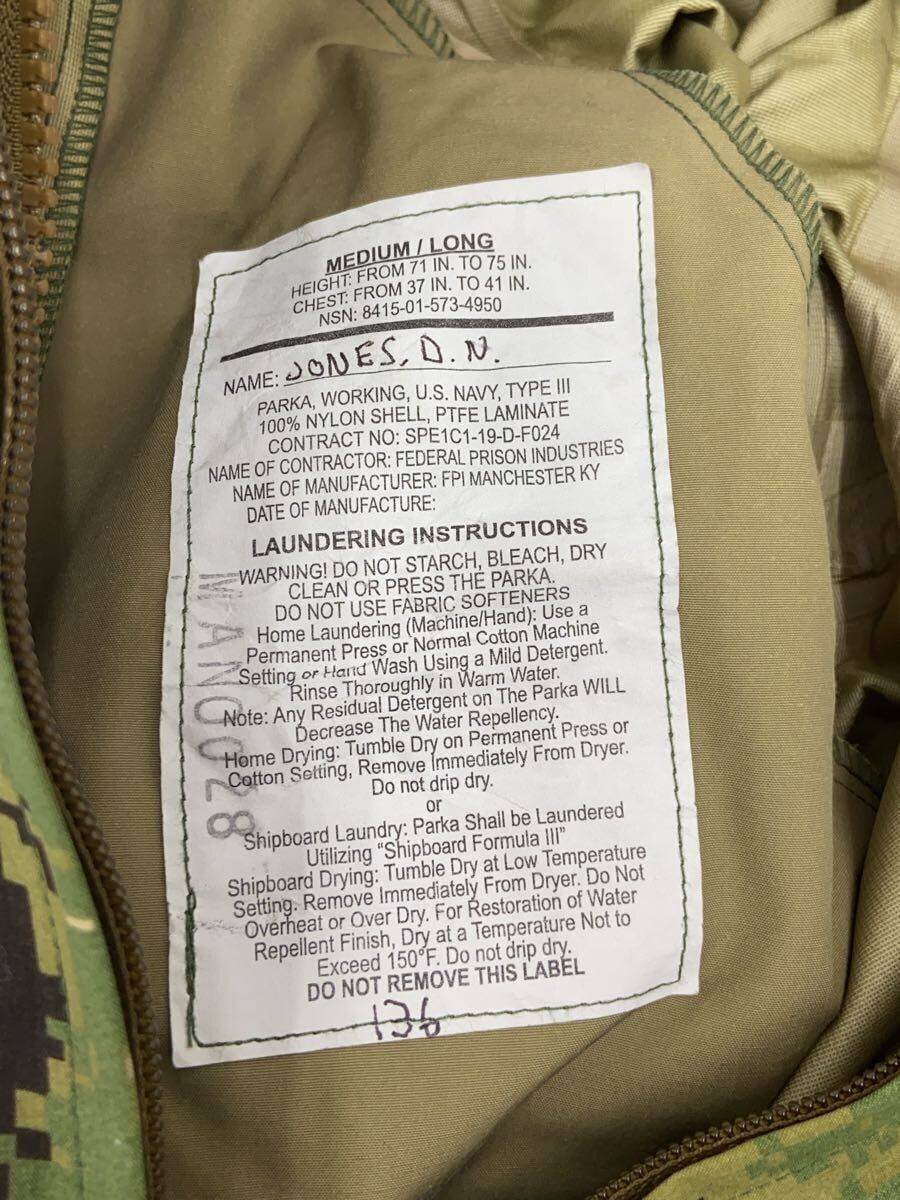 MEDIUM / LONG
HEIGHT: FROM 71 IN. TO 75 IN.
CHEST: FROM 37 IN. TO 41 IN.
NSN: 8415-01-573-4950
NAME: JONES, D.N.
PARKA, WORKING, U.S. NAVY, TYPE III
100% NYLON SHELL, PTFE LAMINATE
CONTRACT NO: SPE1C1-19-D-F024
NAME OF CONTRACTOR: FEDERAL PRISON INDUSTRIES
NAME OF MANUFACTURER: FPI MANCHESTER KY
DATE OF MANUFACTURE:
LAUNDERING INSTRUCTIONS
WARNING! DO NOT STARCH, BLEACH, DRY
CLEAN OR PRESS THE PARKA.
DO NOT USE FABRIC SOFTENERS
Home Laundering (Machine/Hand): Use a
Permanent Press or Normal Cotton Machine
Setting or Hand Wash Using a Mild Detergent.
Rinse Thoroughly in Warm Water.
Note: Any Residual Detergent on The Parka WILL
Decrease The Water Repellency.
Home Drying: Tumble Dry on Permanent Press or
Cotton Setting, Remove Immediately From Dryer.
Do not drip dry.
or
Shipboard Laundry: Parka Shall be Laundered
Utilizing "Shipboard Formula III"
Shipboard Drying: Tumble Dry at Low Temperature
Setting. Remove Immediately From Dryer. Do Not
Overheat or Over Dry. For Restoration of Water
Repellent Finish, Dry at a Temperature Not to
Exceed 150°F. Do not drip dry.
DO NOT REMOVE THIS LABEL
136
MAN0028